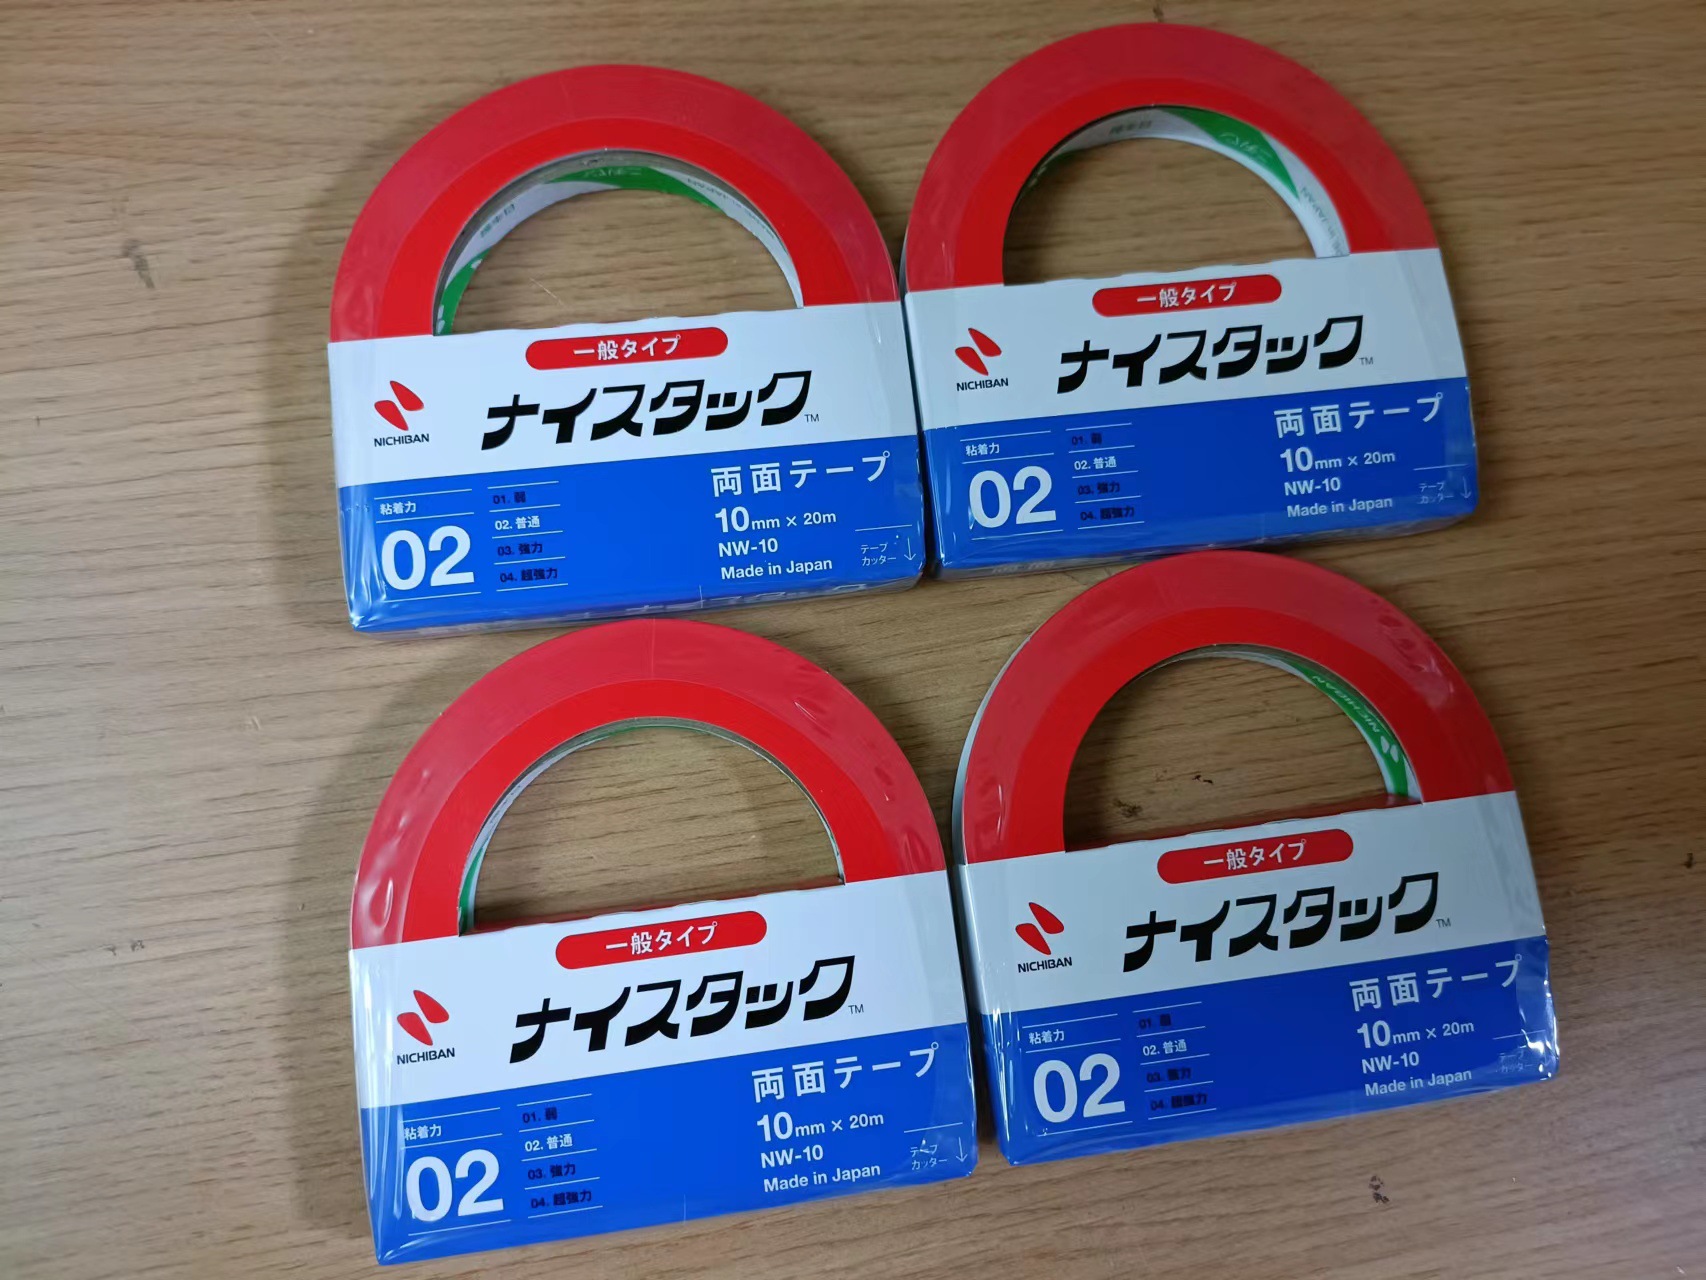 一般タイプ
NICHIBAN
ナイスタック™
粘着力
02
01. 弱
02. 普通
03. 強力
04. 超強力
両面テープ
10mm × 20m
NW-10
Made in Japan
テープ
カッター
一般タイプ
NICHIBAN
ナイスタック™
粘着力
02
01. 弱
02. 普通
03. 強力
04. 超強力
両面テープ
10mm × 20m
NW-10
Made in Japan
テープ
カッター
一般タイプ
NICHIBAN
ナイスタック™
粘着力
02
01. 弱
02. 普通
03. 強力
04. 超強力
両面テープ
10mm × 20m
NW-10
Made in Japan
テープ
カッター
NICHIBAN
一般タイプ
NICHIBAN
ナイスタック™
粘着力
02
01. 弱
02. 普通
03. 強力
04. 超強力
両面テープ
10mm × 20m
NW-10
Made in Japan
カッター